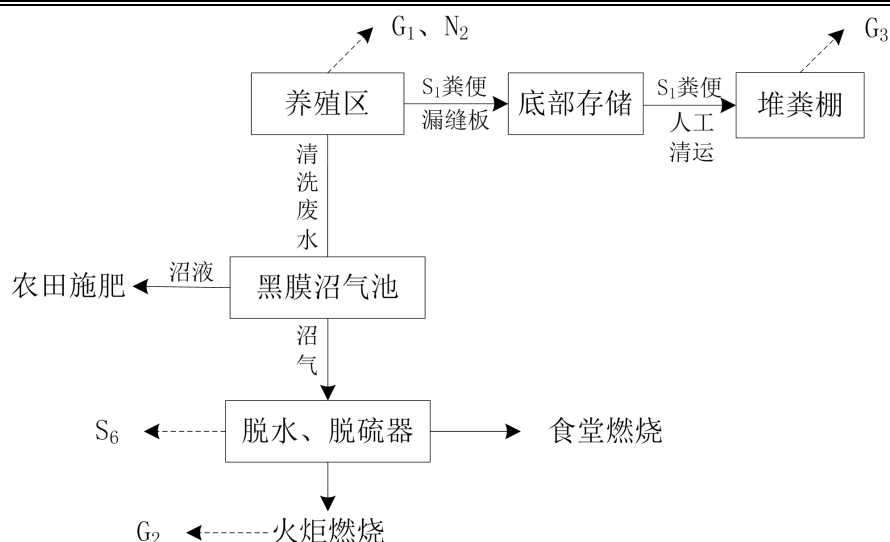 G₁、N₂
G₃
养殖区
S₁粪便
漏缝板
底部存储
S₁粪便
人工
清运
堆粪棚
清洗废水
农田施肥
沼液
黑膜沼气池
沼气
S₆
脱水、脱硫器
食堂燃烧
G₂
火炬燃烧